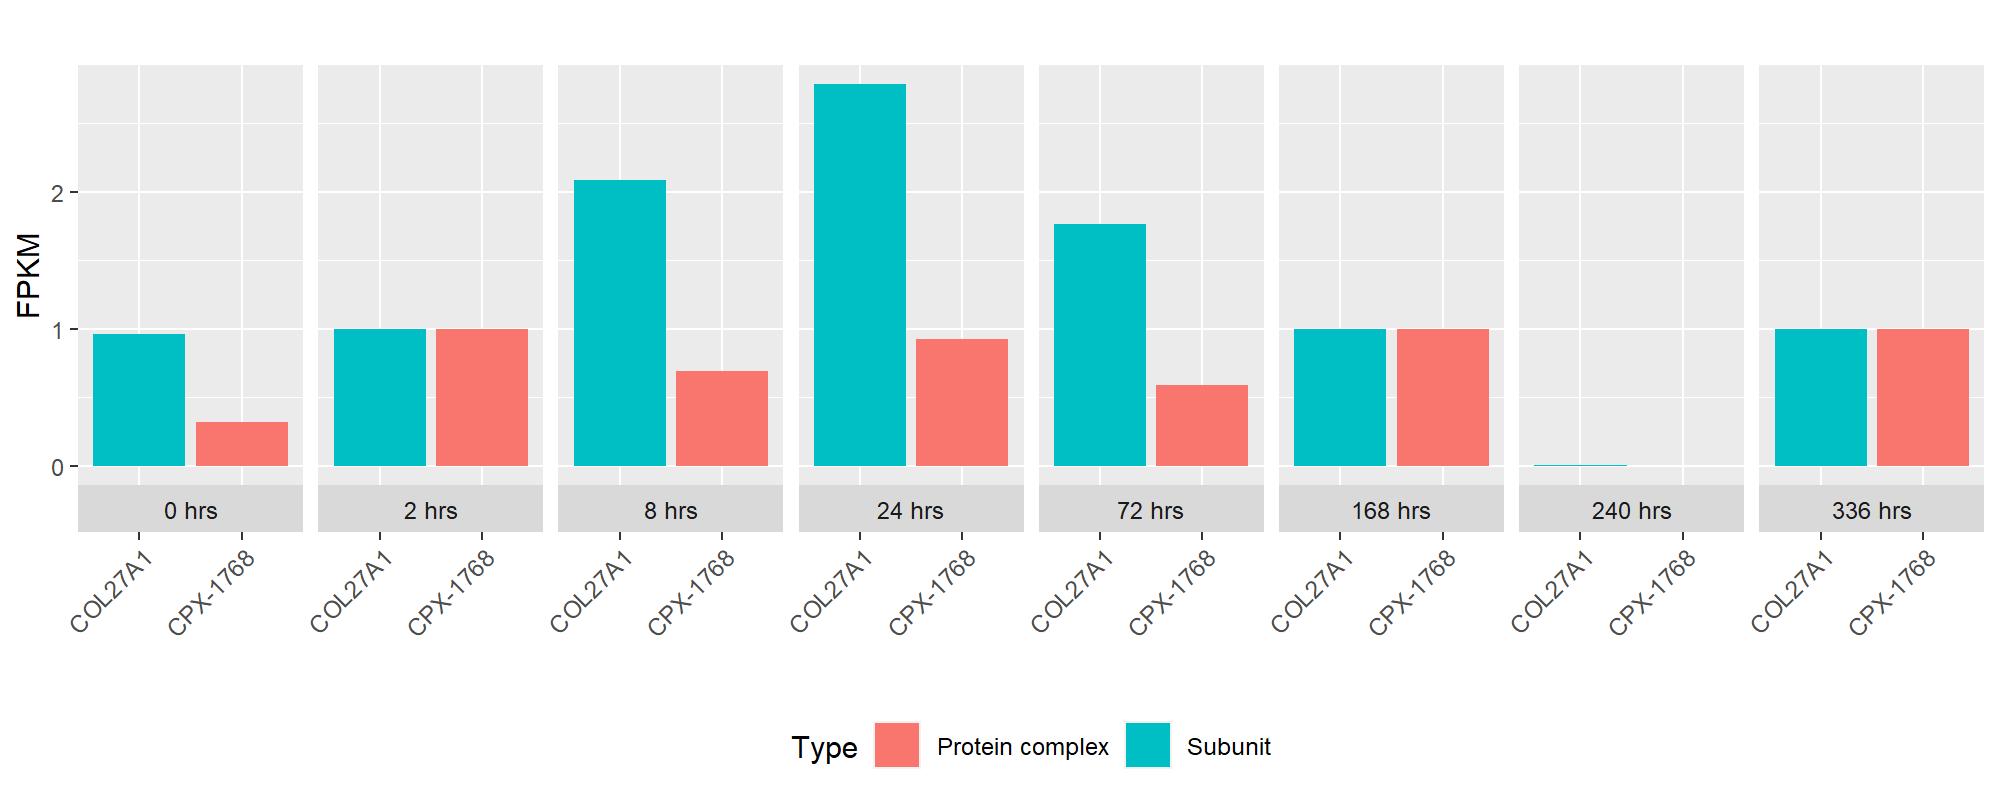 FPKM
2
1
0
0 hrs 2 hrs 8 hrs 24 hrs 72 hrs 168 hrs 240 hrs 336 hrs
COL27A1 CPX-1768 COL27A1 CPX-1768 COL27A1 CPX-1768 COL27A1 CPX-1768 COL27A1 CPX-1768 COL27A1 CPX-1768 COL27A1 CPX-1768 COL27A1 CPX-1768
Type Protein complex Subunit